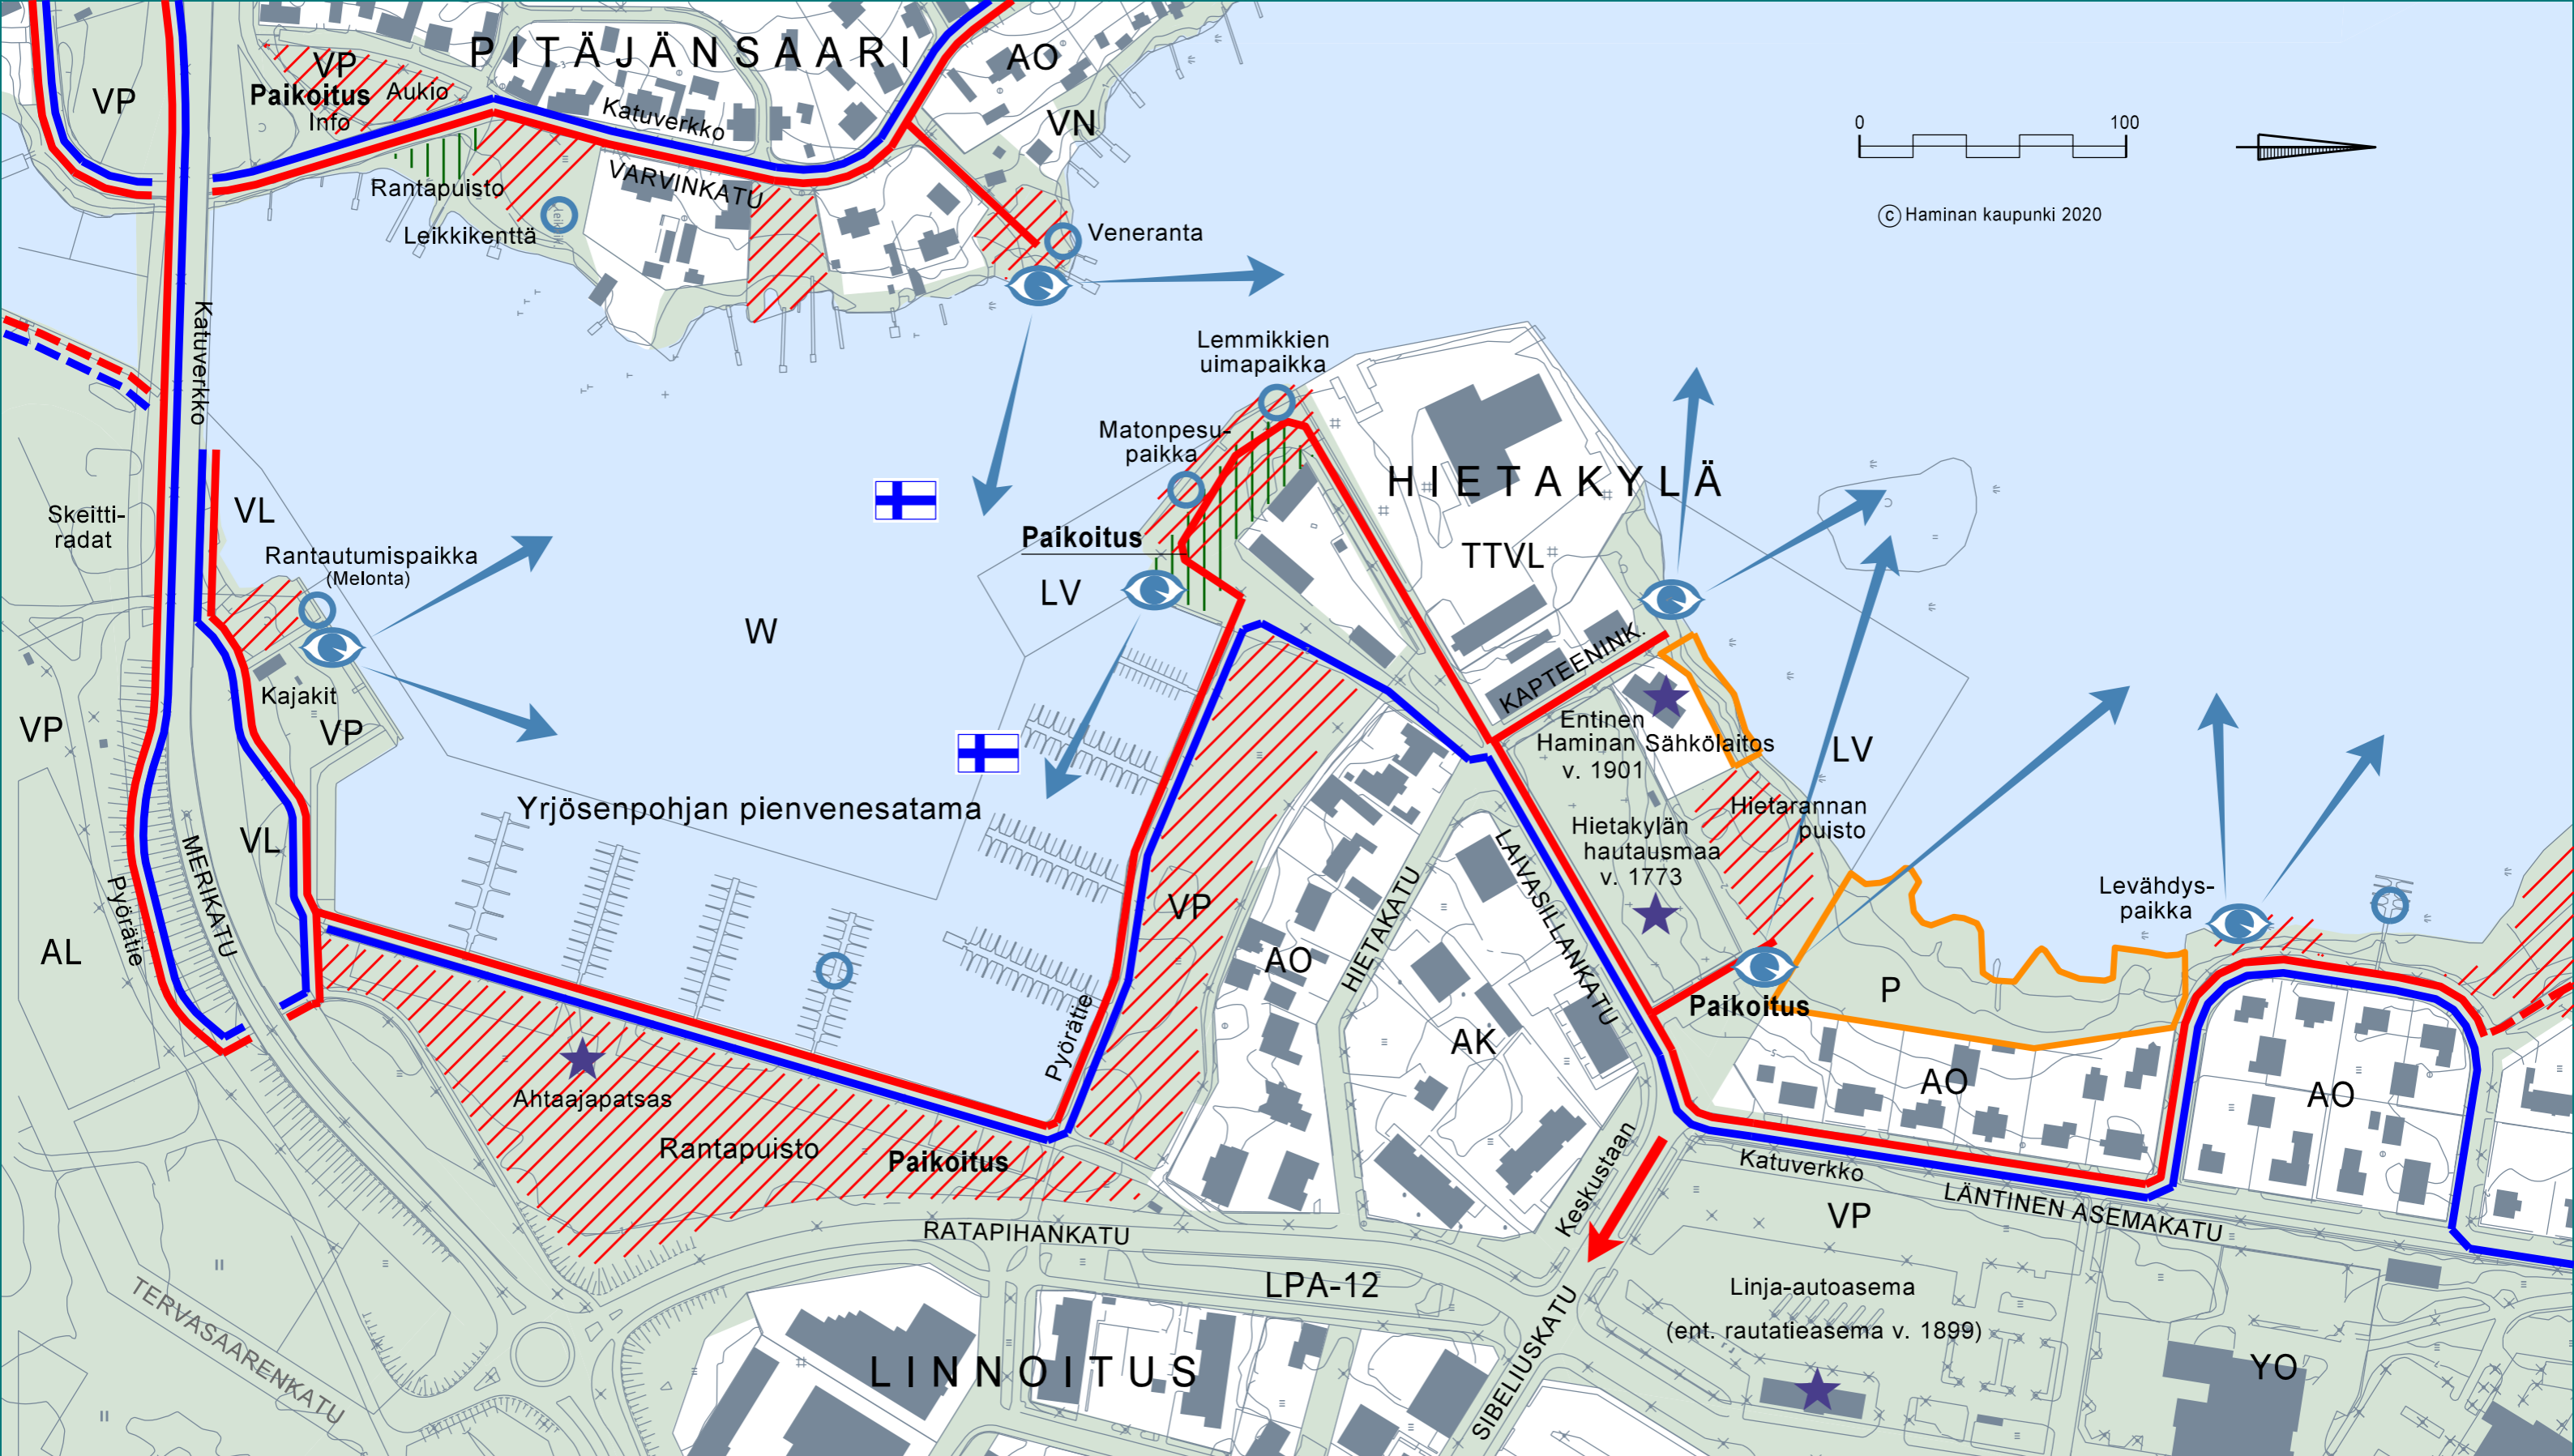 PITÄJÄNSAARI
VP
Paikoitus
Aukio
Info
VP
AO
VN
Katuverkko
VARVINKATU
Rantapuisto
Leikkikenttä
Veneranta
0
100
© Haminan kaupunki 2020
Katuverkko
Lemmikkien
uimapaikka
Matonpesu-
paikka
HIETAKYLÄ
Skeitti-
radat
VL
Rantautumispaikka
(Melonta)
Paikoitus
LV
TTVL
W
Kajakit
VP
VP
KAPTEENINK.
Entinen
Haminan Sähkölaitos
v. 1901
LV
Yrjösenpohjan pienvenesatama
Hietarannan
puisto
VL
MERIKATU
Hietakylän
hautausmaa
v. 1773
LAIVASILLANKATU
Pyörätie
AL
VP
AO
HIETAKATU
Levähdys-
paikka
P
Paikoitus
AK
Pyörätie
Ahtaajapatsas
Rantapuisto
Paikoitus
AO
AO
Keskustaan
Katuverkko
LÄNTINEN ASEMAKATU
VP
RATAPIHANKATU
LPA-12
Linja-autoasema
(ent. rautatieasema v. 1899)
TERVASAARENKATU
LINNOITUS
SIBELIUSKATU
YO